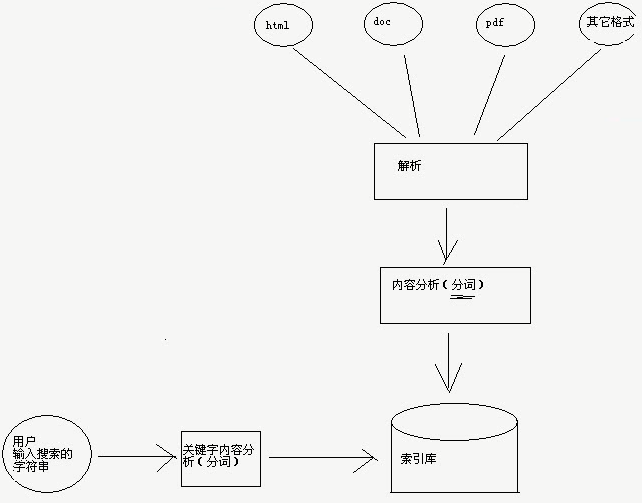 html
doc
pdf
其它格式
解析
内容分析(分词)
用户
输入搜索的
字符串
关键字内容分
析(分词)
索引库